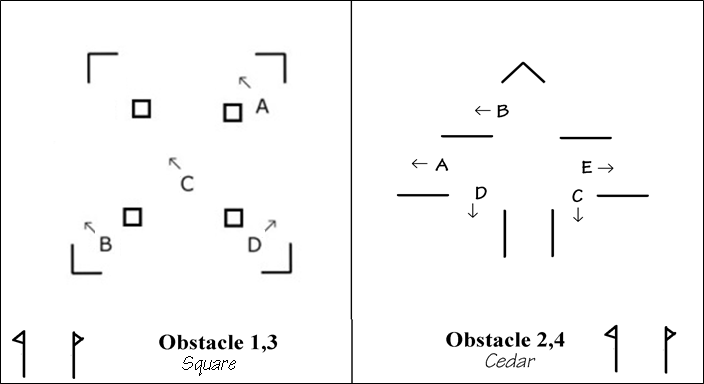 A
C
B
D
Obstacle 1,3
Square
B
A
E
D
C
Obstacle 2,4
Cedar